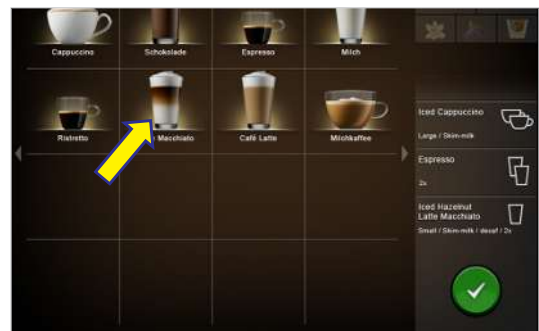 Cappuccino Schokolade Espresso Milch
Ristretto Macchiato Café Latte Milchkaffee
Iced Cappuccino
Large / Skim-milk
Espresso
2x
Iced Hazelnut
Latte Macchiato
Small / Skim-milk / decaf / 2x